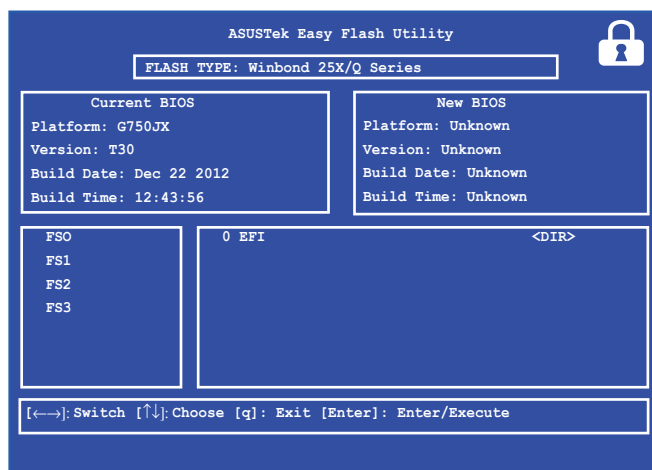 ASUSTek Easy Flash Utility
FLASH TYPE: Winbond 25X/Q Series
Current BIOS
Platform: G750JX
Version: T30
Build Date: Dec 22 2012
Build Time: 12:43:56
New BIOS
Platform: Unknown
Version: Unknown
Build Date: Unknown
Build Time: Unknown
FSO
FS1
FS2
FS3
0 EFI <DIR>
[←→]: Switch [↑↓]: Choose [q]: Exit [Enter]: Enter/Execute